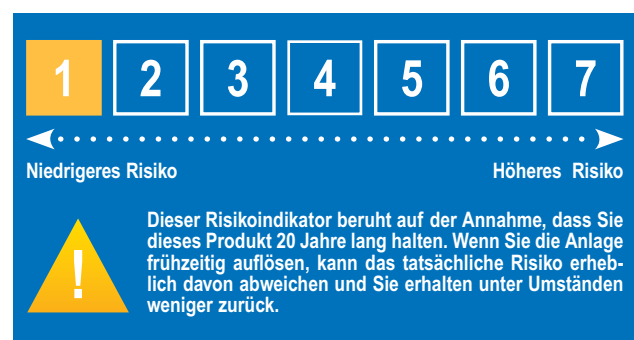 1 2 3 4 5 6 7
Niedrigeres Risiko Höheres Risiko
Dieser Risikoindikator beruht auf der Annahme, dass Sie
dieses Produkt 20 Jahre lang halten. Wenn Sie die Anlage
frühzeitig auflösen, kann das tatsächliche Risiko erheb-
lich davon abweichen und Sie erhalten unter Umständen
weniger zurück.
!